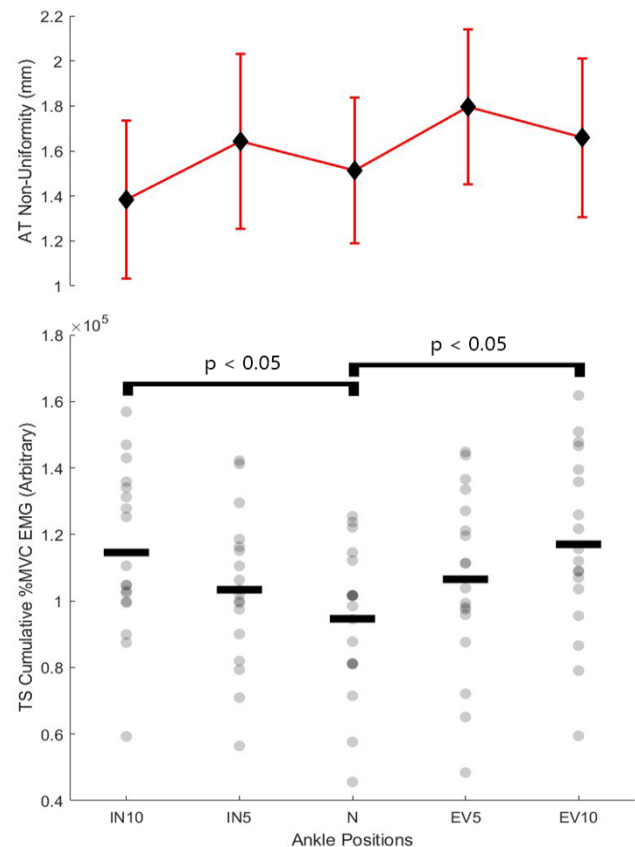 2.2
2
1.8
1.6
1.4
1.2
1
AT Non-Uniformity (mm)
×10⁵
1.8
1.6
1.4
1.2
1
0.8
0.6
0.4
TS Cumulative %MVC EMG (Arbitrary)
p < 0.05
p < 0.05
IN10 IN5 N EV5 EV10
Ankle Positions